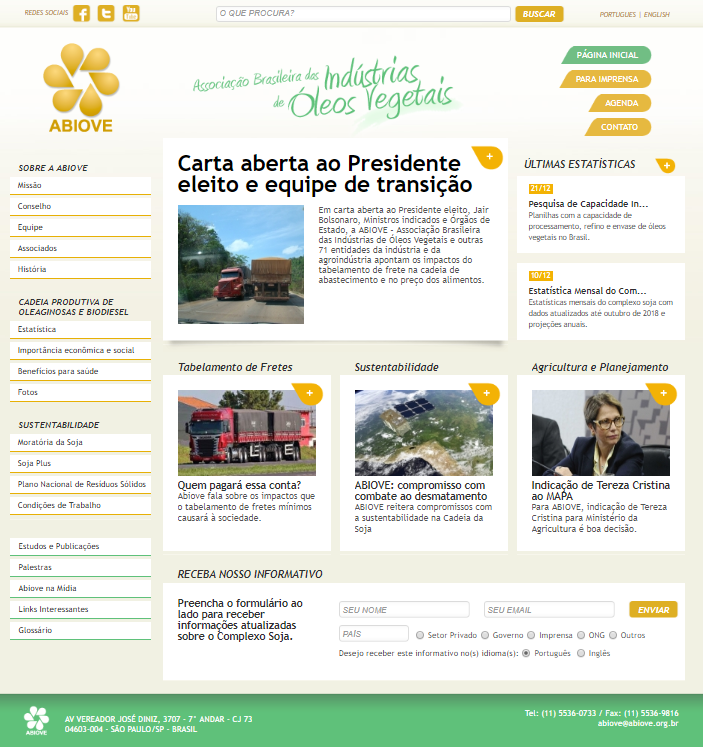 REDES SOCIAIS
O QUE PROCURA?
BUSCAR
PORTUGUES | ENGLISH
ABIOVE
Associação Brasileira das Indústrias
de Óleos Vegetais
PÁGINA INICIAL
PARA IMPRENSA
AGENDA
CONTATO
SOBRE A ABIOVE
Missão
Conselho
Equipe
Associados
História
CADEIA PRODUTIVA DE
OLEAGINOSAS E BIODIESEL
Estatística
Importância econômica e social
Benefícios para saúde
Fotos
SUSTENTABILIDADE
Moratória da Soja
Soja Plus
Plano Nacional de Resíduos Sólidos
Condições de Trabalho
Estudos e Publicações
Palestras
Abiove na Mídia
Links Interessantes
Glossário
Carta aberta ao Presidente
eleito e equipe de transição
Em carta aberta ao Presidente eleito, Jair
Bolsonaro, Ministros indicados e Órgãos de
Estado, a ABIOVE - Associação Brasileira
das Indústrias de Óleos Vegetais e outras
71 entidades da indústria e da
agroindústria apontam os impactos do
tabelamento de frete na cadeia de
abastecimento e no preço dos alimentos.
ÚLTIMAS ESTATÍSTICAS
21/12
Pesquisa de Capacidade In...
Planilhas com a capacidade de
processamento, refino e envase de óleos
vegetais no Brasil.
10/12
Estatística Mensal do Com...
Estatísticas mensais do complexo soja com
dados atualizados até outubro de 2018 e
projeções anuais.
Tabelamento de Fretes
Quem pagará essa conta?
Abiove fala sobre os impactos que
o tabelamento de fretes mínimos
causará à sociedade.
Sustentabilidade
ABIOVE: compromisso com
combate ao desmatamento
ABIOVE reitera compromissos com
a sustentabilidade na Cadeia da
Soja
Agricultura e Planejamento
Indicação de Tereza Cristina
ao MAPA
Para ABIOVE, indicação de Tereza
Cristina para Ministério da
Agricultura é boa decisão.
RECEBA NOSSO INFORMATIVO
Preencha o formulário ao
lado para receber
informações atualizadas
sobre o Complexo Soja.
SEU NOME
SEU EMAIL
ENVIAR
PAÍS
Setor Privado Governo Imprensa ONG Outros
Desejo receber este informativo no(s) idioma(s): Português Inglês
ABIOVE
AV VEREADOR JOSÉ DINIZ, 3707 - 7° ANDAR - CJ 73
04603-004 - SÃO PAULO/SP - BRASIL
Tel: (11) 5536-0733 / Fax: (11) 5536-9816
abiove@abiove.org.br